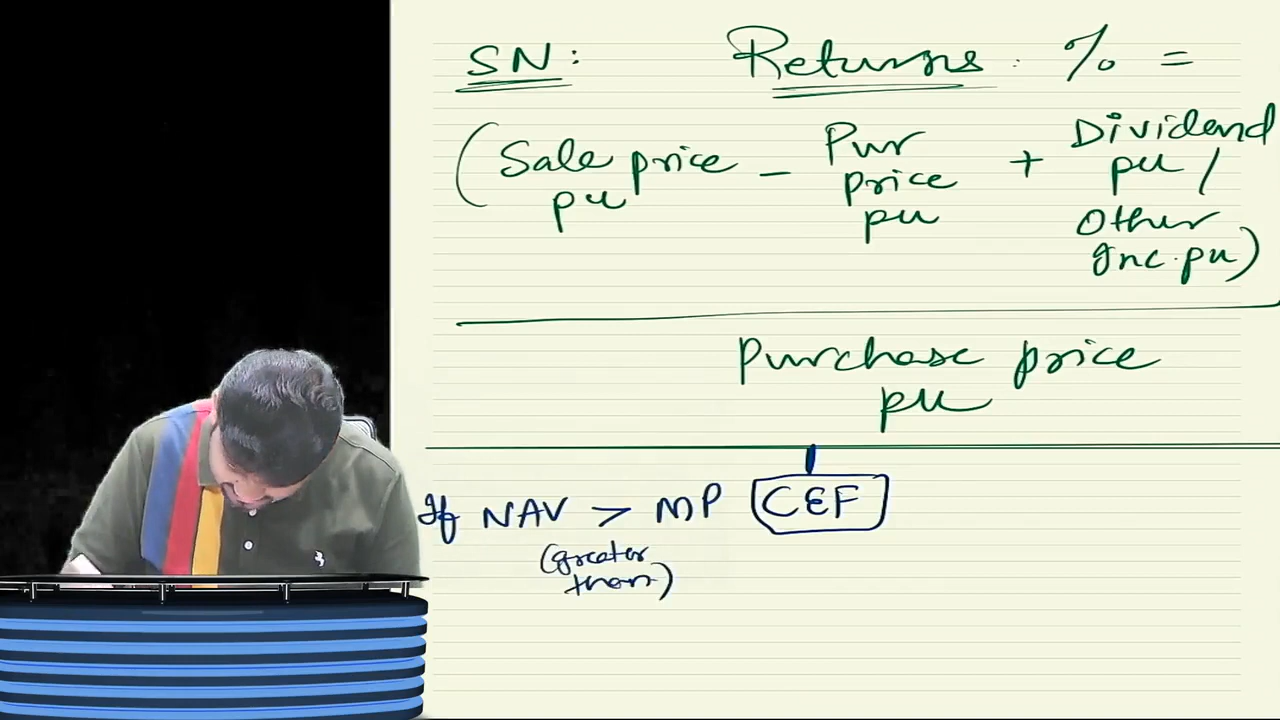 SN: Returns % =
(Sale price pu - Pur price pu + Dividend pu / Other Inc. pu)
Purchase price pu
If NAV > MP CEF
(greater than)